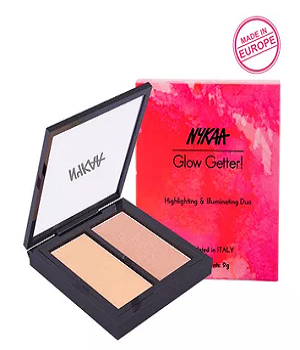 MADE IN
EUROPE
NYKAA
Glow Getter!
Highlighting & Illuminating Duo
in ITALY
9g
NYKAA